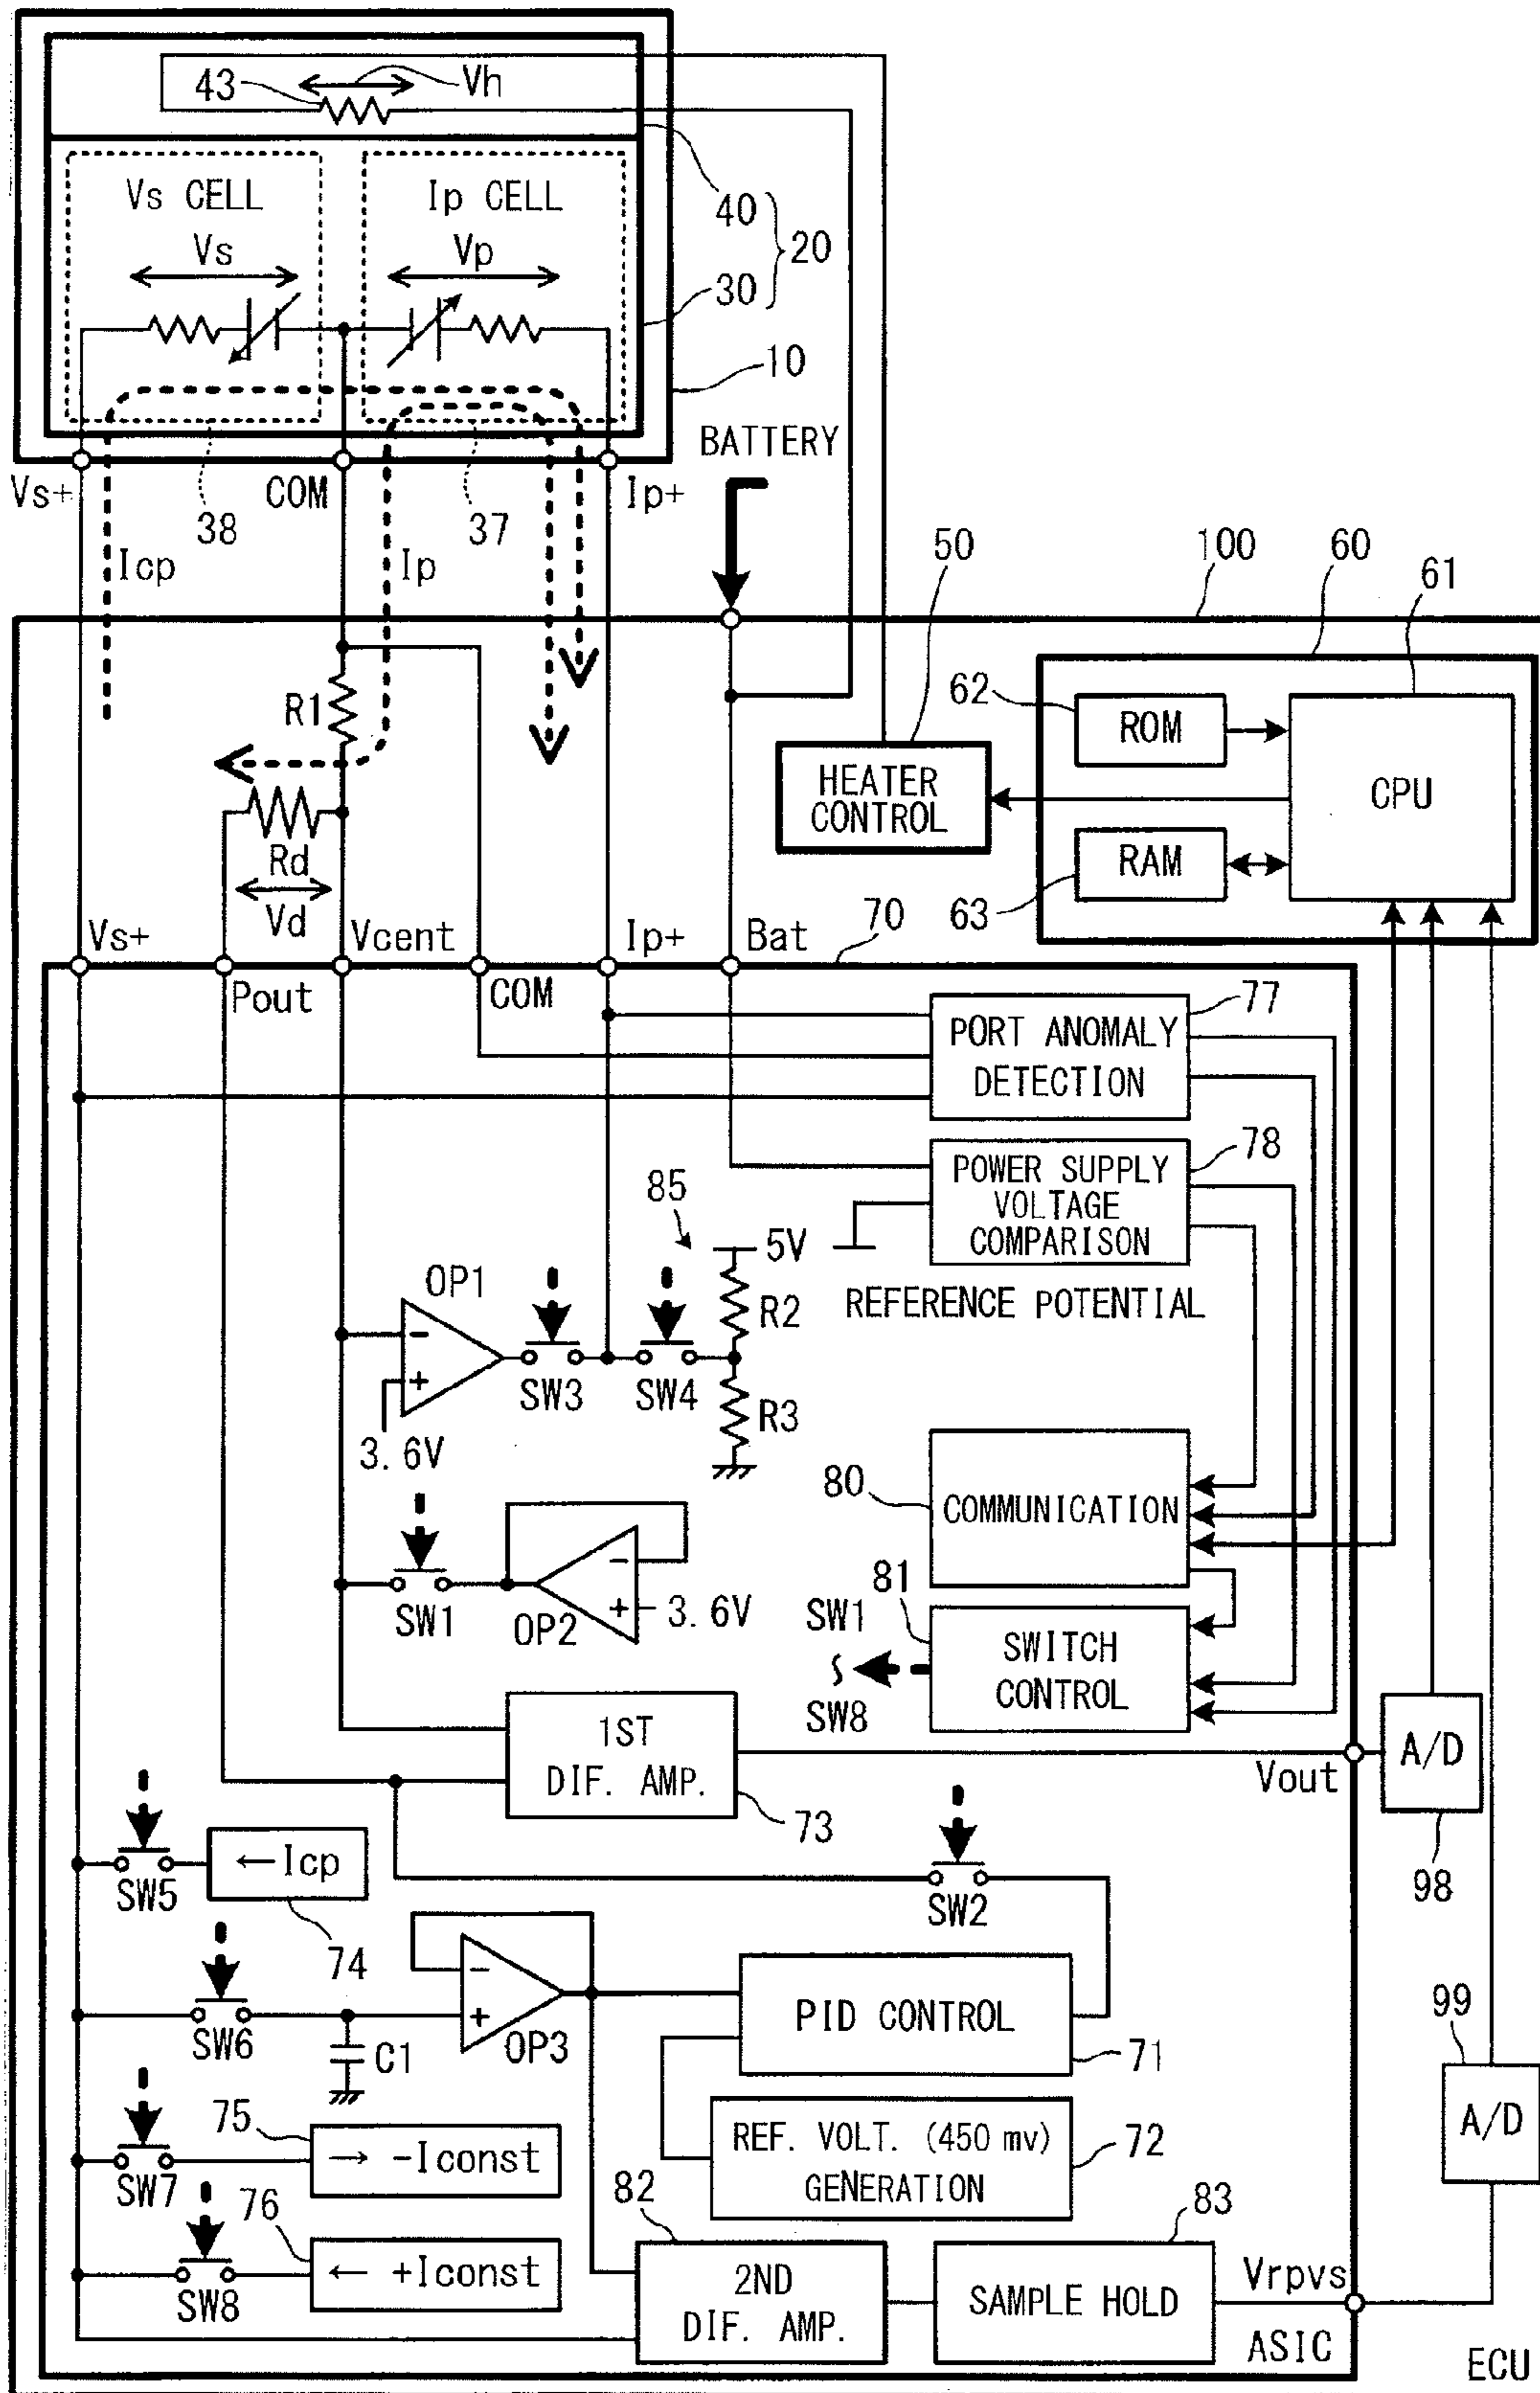 43
Vh
Vs CELL
Ip CELL
40
20
Vs
Vp
30
10
BATTERY
Vs+
COM
Ip+
38
37
Icp
Ip
50
100
60
61
R1
62
ROM
CPU
HEATER
CONTROL
RAM
63
Rd
Vd
Vs+
Vcent
Ip+
Bat
70
Pout
COM
77
PORT ANOMALY
DETECTION
78
POWER SUPPLY
VOLTAGE
COMPARISON
85
5V
OP1
R2
REFERENCE POTENTIAL
-
+
SW3
SW4
R3
3.6V
80
COMMUNICATION
-
+
3.6V
SW1
OP2
81
SW1
SWITCH
CONTROL
SW8
1ST
DIF. AMP.
A/D
Vout
73
98
← Icp
SW5
SW2
74
-
+
PID CONTROL
99
SW6
C1
OP3
71
75
→ -Iconst
REF. VOLT. (450 mv)
GENERATION
72
A/D
SW7
76
82
83
← +Iconst
2ND
DIF. AMP.
SAMPLE HOLD
Vrpvs
SW8
ASIC
ECU